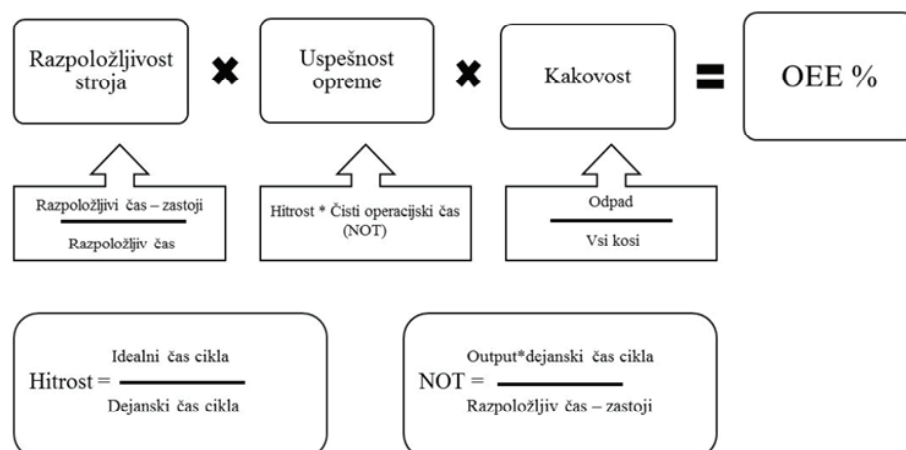 Razpoložljivost
stroja
✖
Uspešnost
opreme
✖
Kakovost
=
OEE %
Razpoložljivi čas – zastoji
Razpoložljiv čas
Hitrost * Čisti operacijski čas
(NOT)
Odpad
Vsi kosi
Idealni čas cikla
Hitrost =
Dejanski čas cikla
Output*dejanski čas cikla
NOT =
Razpoložljiv čas – zastoji